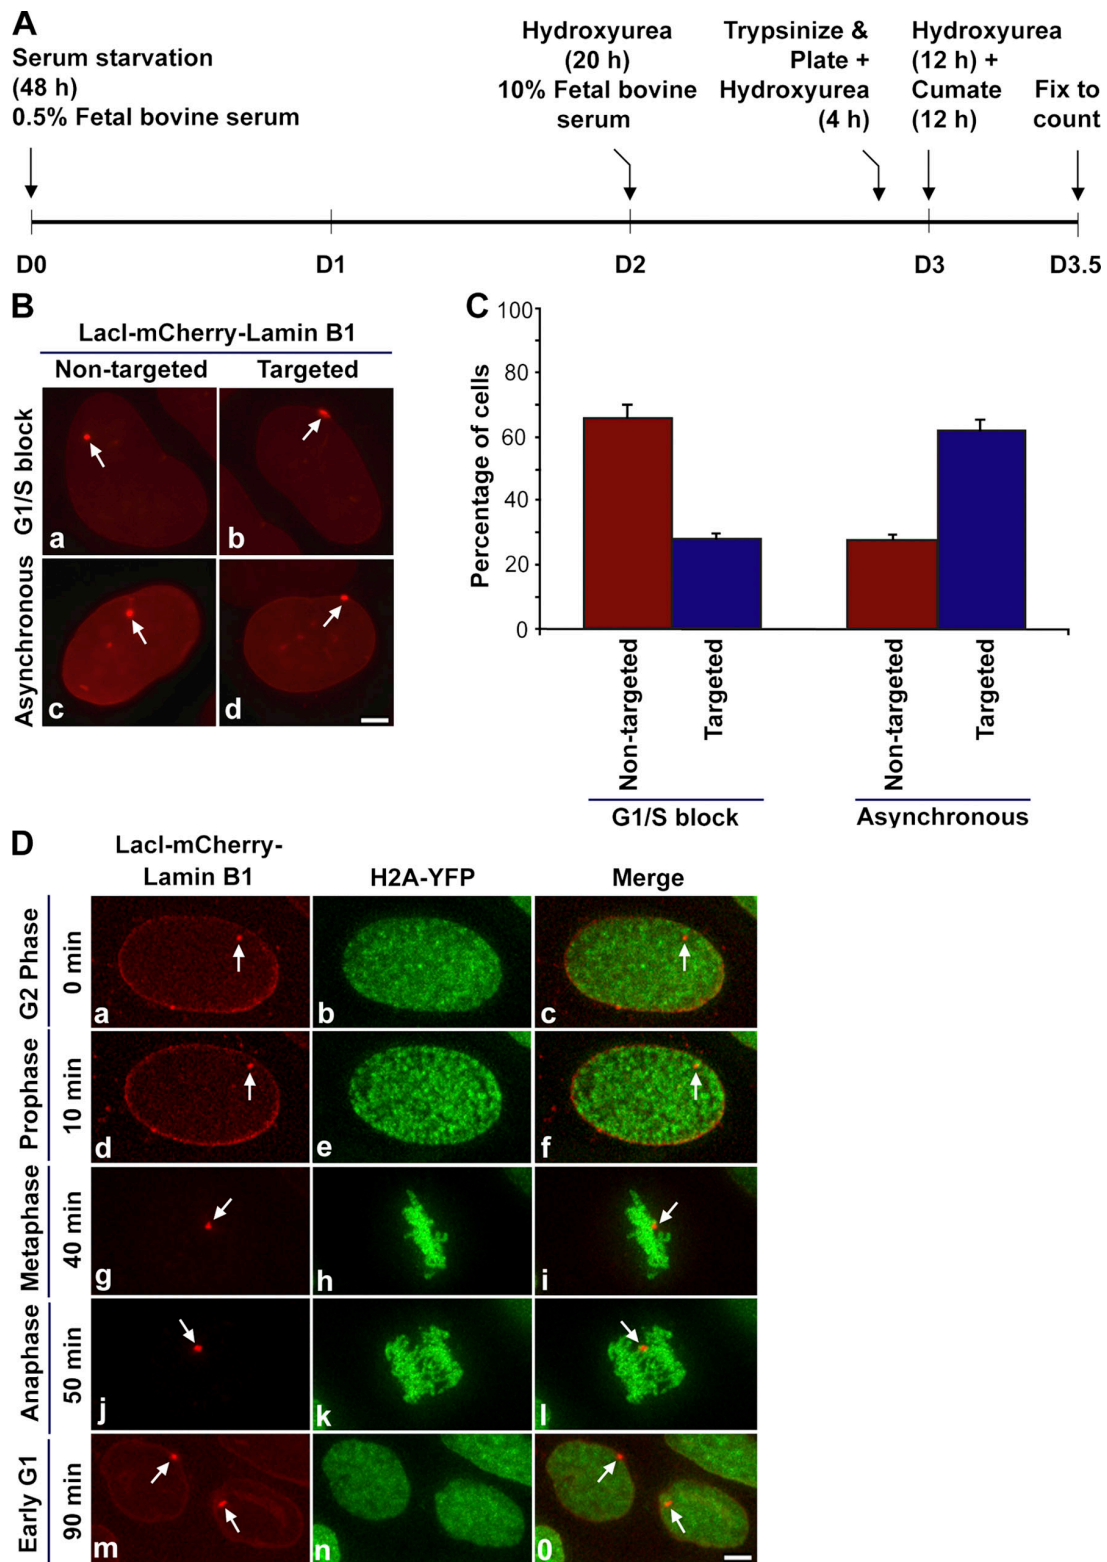 A
Serum starvation
(48 h)
0.5% Fetal bovine serum
Hydroxyurea
(20 h)
10% Fetal bovine
serum
Trypsinize &
Plate +
Hydroxyurea
(4 h)
Hydroxyurea
(12 h) +
Cumate
(12 h)
Fix to
count
D0
D1
D2
D3
D3.5
B
LacI-mCherry-Lamin B1
Non-targeted
Targeted
G1/S block
Asynchronous
a
b
c
d
C
Percentage of cells
100
80
60
40
20
0
Non-targeted
Targeted
Non-targeted
Targeted
G1/S block
Asynchronous
D
LacI-mCherry-
Lamin B1
H2A-YFP
Merge
G2 Phase
0 min
a
b
c
Prophase
10 min
d
e
f
Metaphase
40 min
g
h
i
Anaphase
50 min
j
k
l
Early G1
90 min
m
n
0